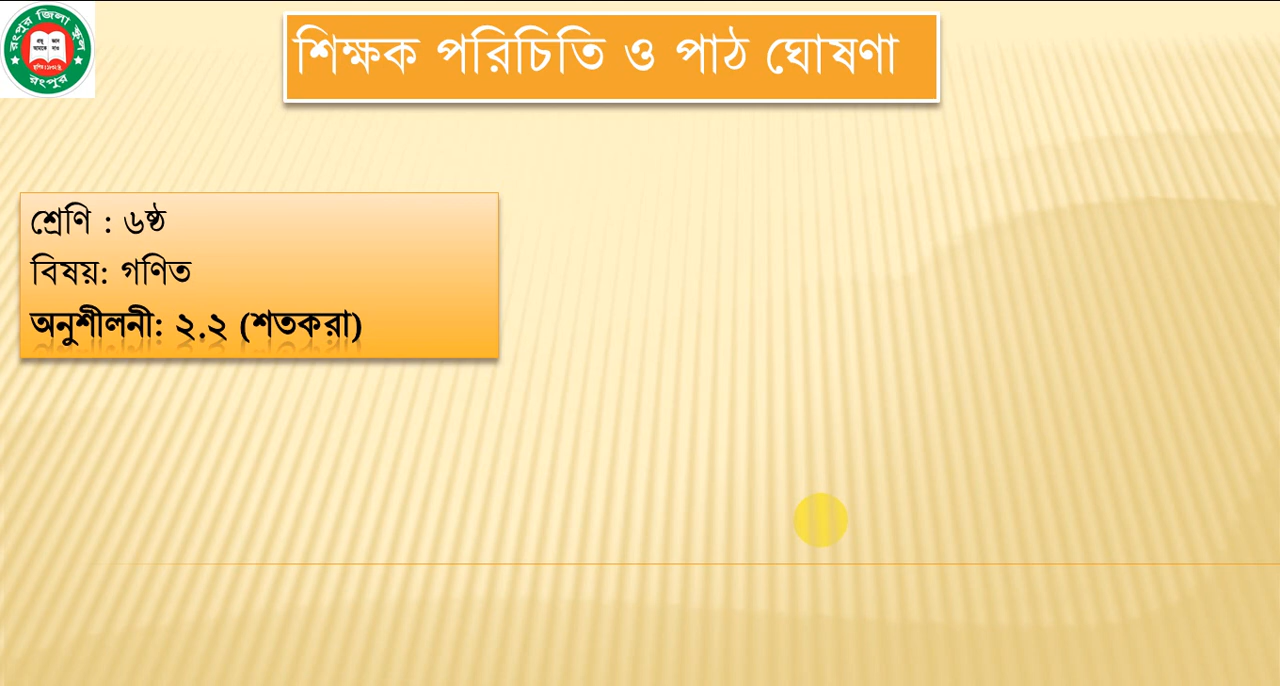 রংপুর জিলা স্কুল
রংপুর
শিক্ষক পরিচিতি ও পাঠ ঘোষণা
শ্রেণি : ৬ষ্ঠ
বিষয়: গণিত
অনুশীলনী: ২.২ (শতকরা)